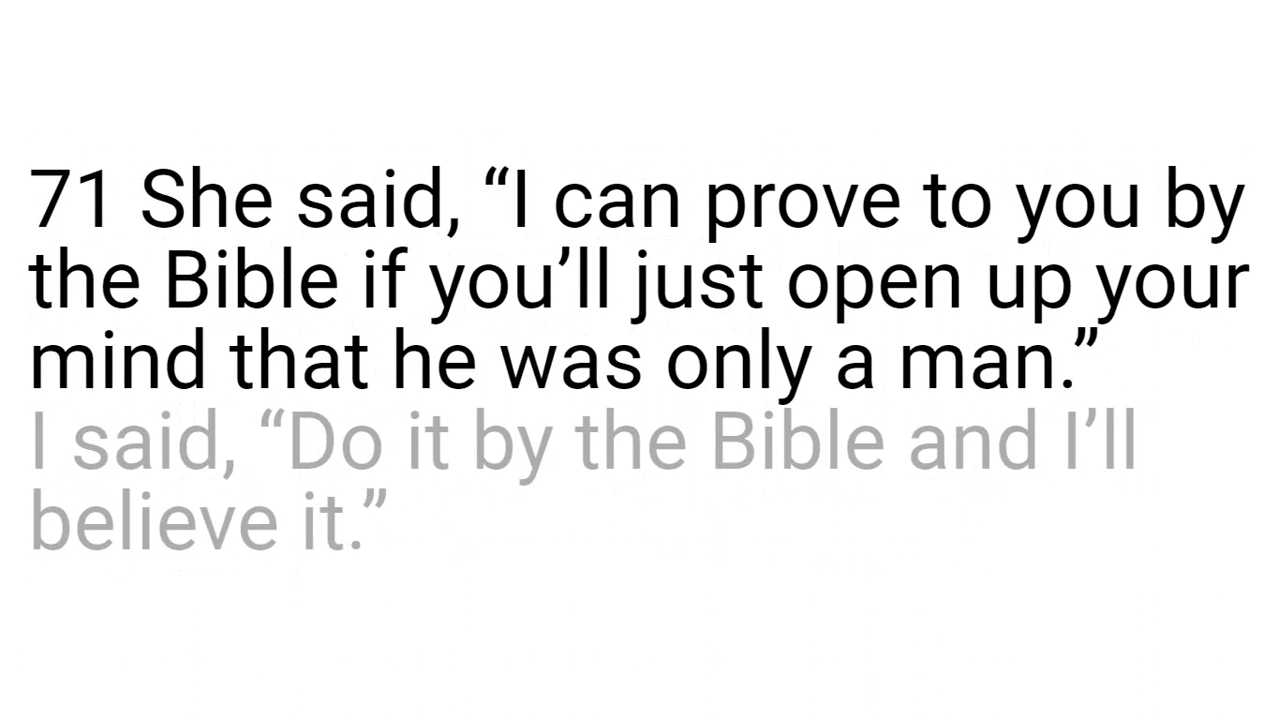 71 She said, “I can prove to you by
the Bible if you’ll just open up your
mind that he was only a man.”
I said, “Do it by the Bible and I’ll
believe it.”